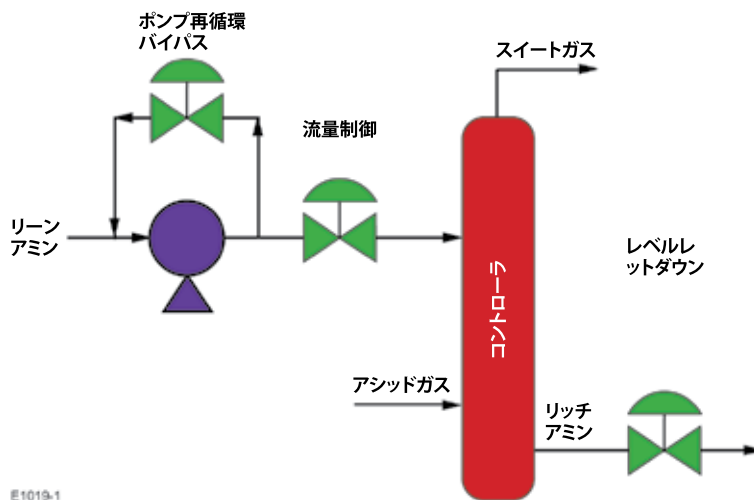 ポンプ再循環
バイパス
スイートガス
流量制御
リーン
アミン
レベルレ
ットダウン
コントローラ
アシッドガス
リッチ
アミン
E1019-1